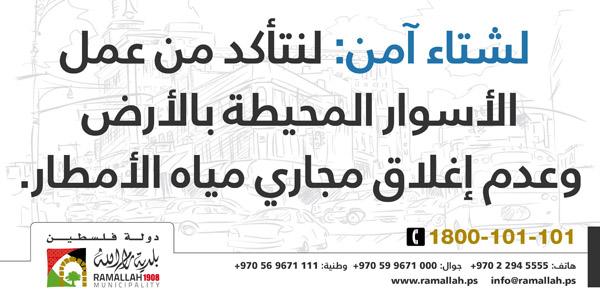 لشتاء آمن: لنتأكد من عمل
الأسوار المحيطة بالأرض
وعدم إغلاق مجاري مياه الأمطار.
1800-101-101
دولة فلسطين
بلدية رام الله
RAMALLAH 1908
MUNICIPALITY
هاتف: 5555 294 2 970+ جوال: 000 9671 59 970+ وطنية: 111 9671 56 970+
www.ramallah.ps info@ramallah.ps